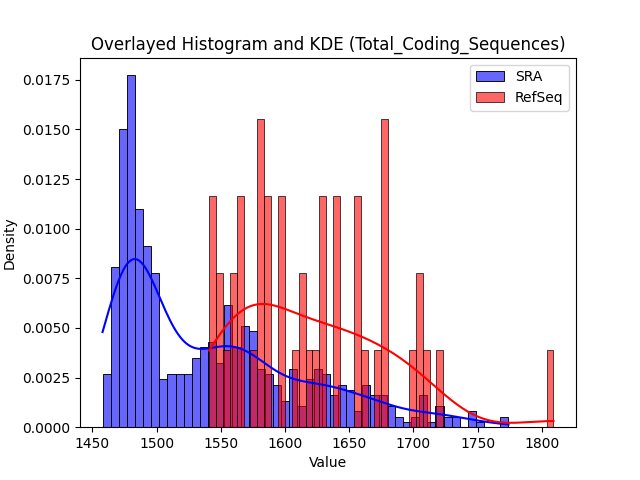 Overlayed Histogram and KDE (Total_Coding_Sequences)
SRA
RefSeq
0.0175
0.0150
0.0125
0.0100
0.0075
0.0050
0.0025
0.0000
Density
1450 1500 1550 1600 1650 1700 1750 1800
Value